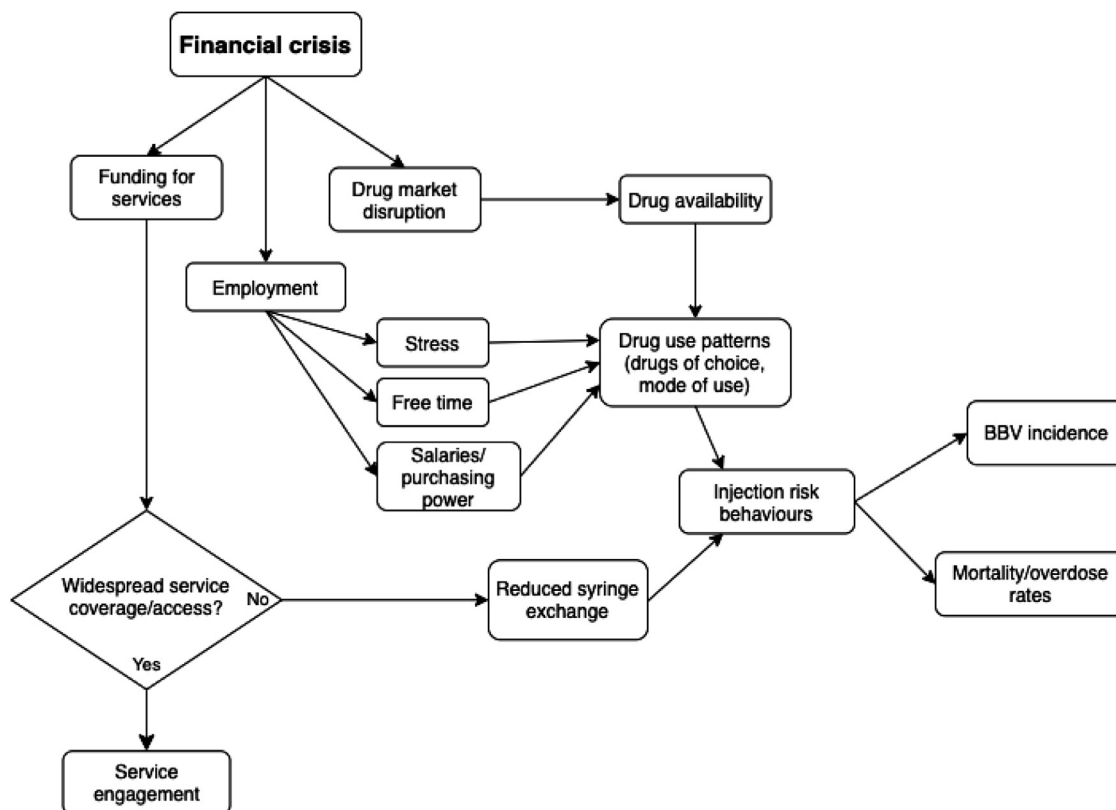 Financial crisis
Funding for
services
Drug market
disruption
Drug availability
Employment
Stress
Free time
Salaries/
purchasing
power
Drug use patterns
(drugs of choice,
mode of use)
BBV incidence
Injection risk
behaviours
Mortality/overdose
rates
Widespread service
coverage/access?
No
Yes
Reduced syringe
exchange
Service
engagement